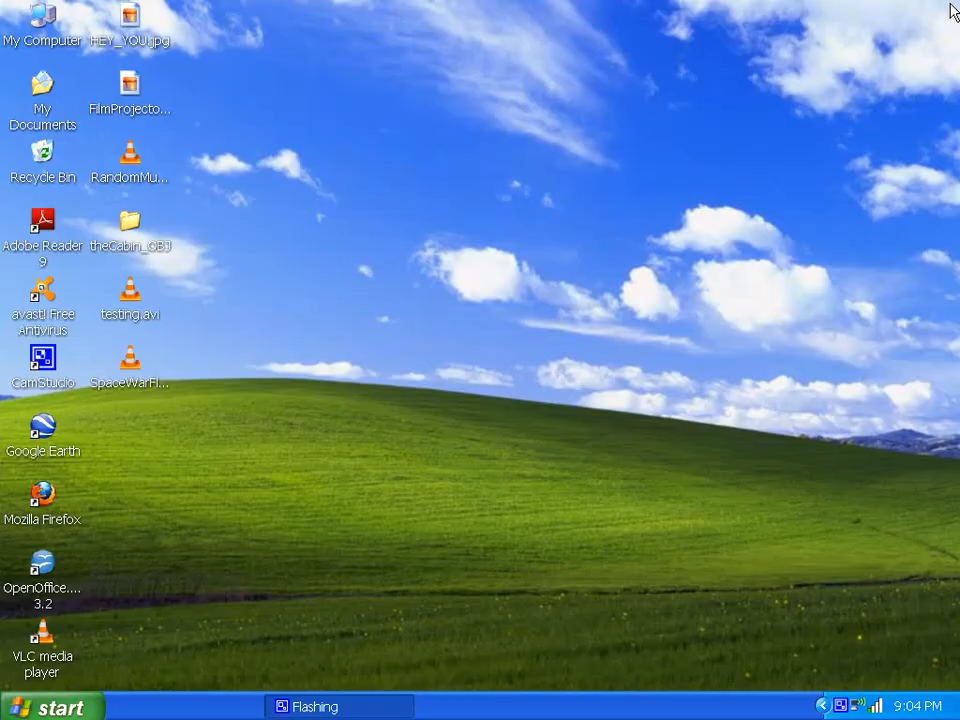 My Computer
HEY_YOU.jpg
My
Documents
FilmProjecto...
Recycle Bin
RandomMu...
Adobe Reader
9
theCabin_GBJ
avast! Free
Antivirus
testing.avi
CamStudio
SpaceWarFl...
Google Earth
Mozilla Firefox
OpenOffice....
3.2
VLC media
player
start
Flashing
9:04 PM